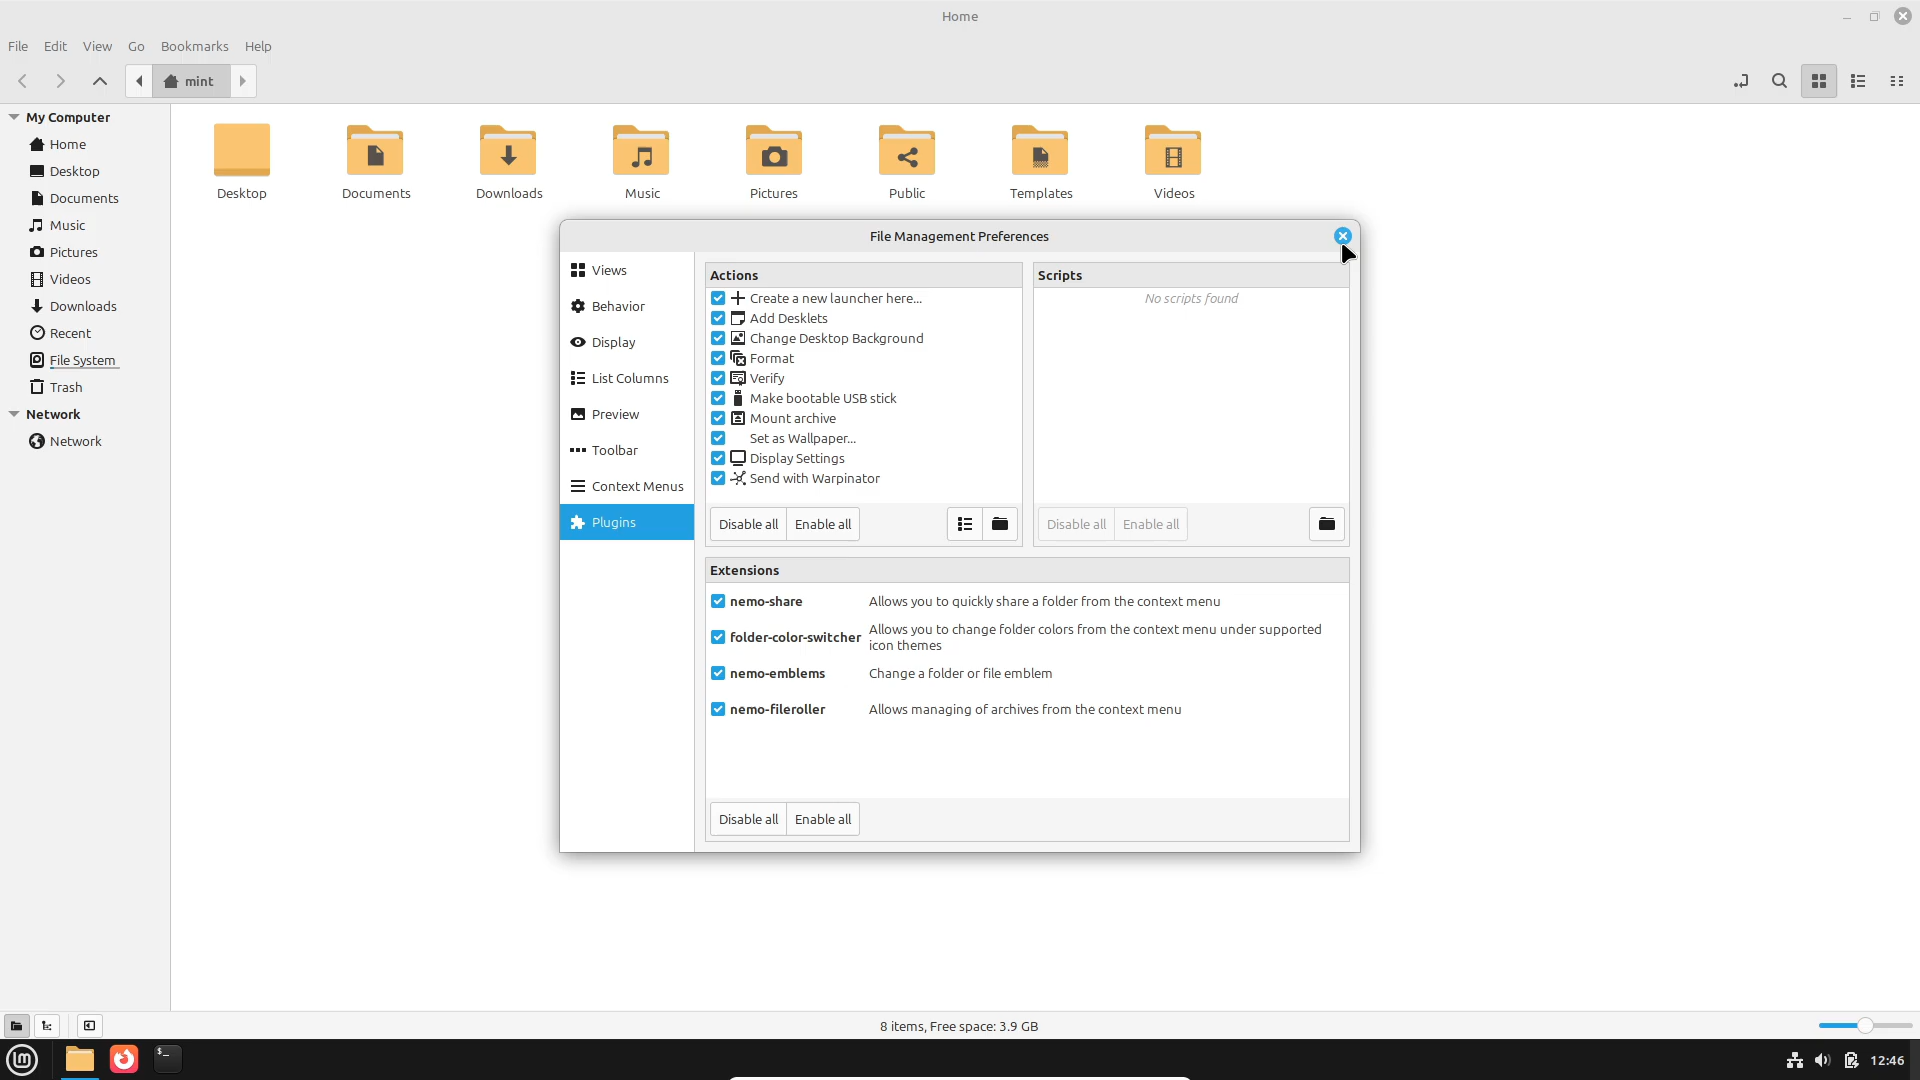 Home
File Edit View Go Bookmarks Help
mint
My Computer
Home
Desktop
Documents
Music
Pictures
Videos
Downloads
Recent
File System
Trash
Network
Network
Desktop Documents Downloads Music Pictures Public Templates Videos
File Management Preferences
Views
Behavior
Display
List Columns
Preview
Toolbar
Context Menus
Plugins
Actions
Create a new launcher here...
Add Desklets
Change Desktop Background
Format
Verify
Make bootable USB stick
Mount archive
Set as Wallpaper...
Display Settings
Send with Warpinator
Disable all Enable all
Scripts
No scripts found
Disable all Enable all
Extensions
nemo-share Allows you to quickly share a folder from the context menu
folder-color-switcher Allows you to change folder colors from the context menu under supported
icon themes
nemo-emblems Change a folder or file emblem
nemo-fileroller Allows managing of archives from the context menu
Disable all Enable all
8 items, Free space: 3.9 GB
12:46